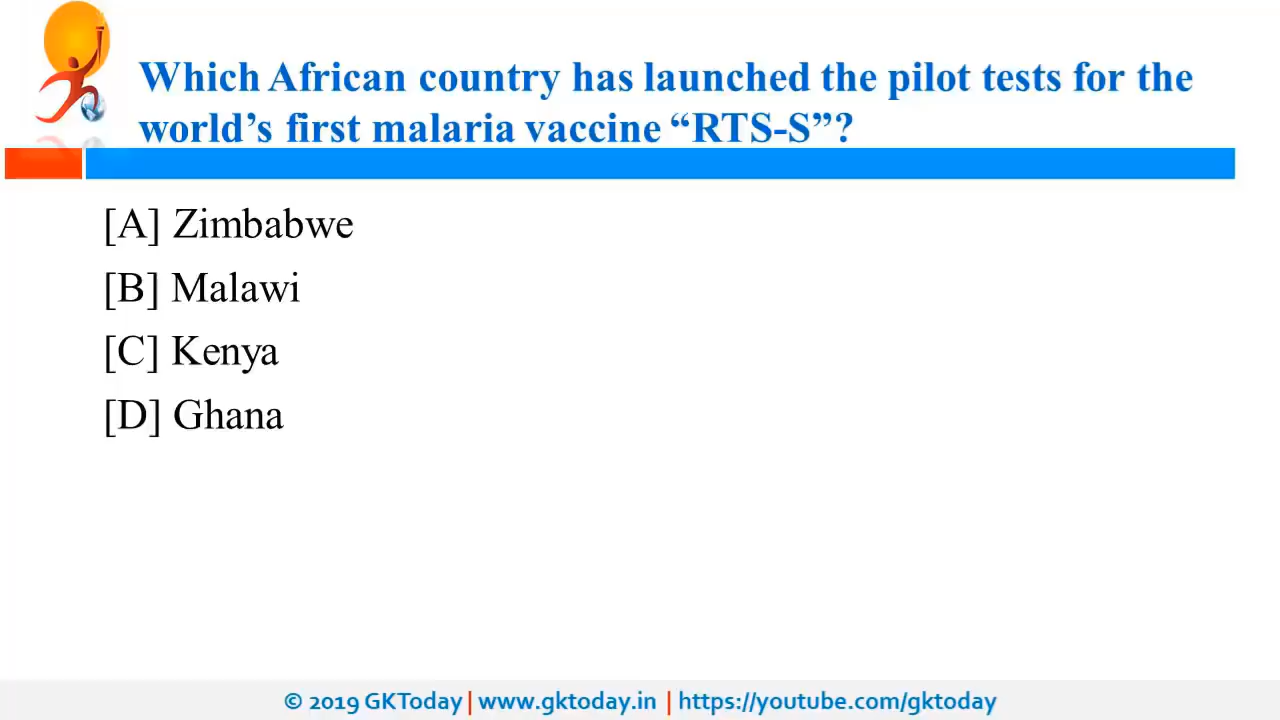 Which African country has launched the pilot tests for the
world’s first malaria vaccine “RTS-S”?
[A] Zimbabwe
[B] Malawi
[C] Kenya
[D] Ghana
© 2019 GKToday | www.gktoday.in | https://youtube.com/gktoday